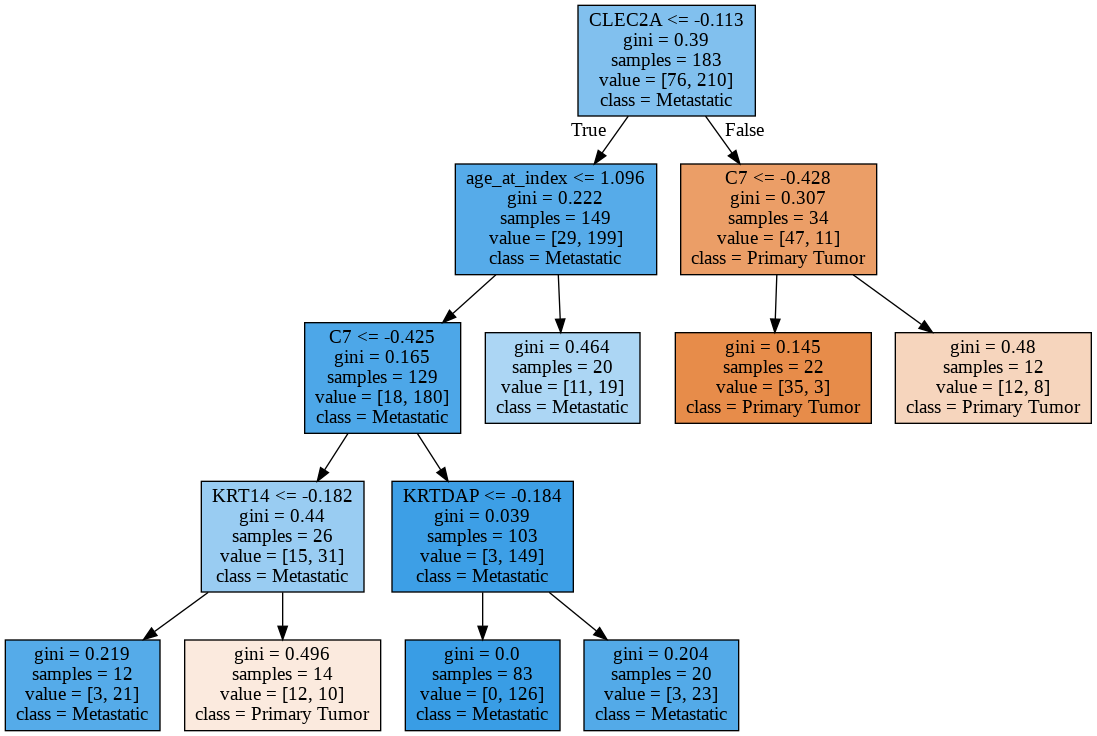 CLEC2A <= -0.113
gini = 0.39
samples = 183
value = [76, 210]
class = Metastatic
True
False
age_at_index <= 1.096
gini = 0.222
samples = 149
value = [29, 199]
class = Metastatic
C7 <= -0.428
gini = 0.307
samples = 34
value = [47, 11]
class = Primary Tumor
C7 <= -0.425
gini = 0.165
samples = 129
value = [18, 180]
class = Metastatic
gini = 0.464
samples = 20
value = [11, 19]
class = Metastatic
gini = 0.145
samples = 22
value = [35, 3]
class = Primary Tumor
gini = 0.48
samples = 12
value = [12, 8]
class = Primary Tumor
KRT14 <= -0.182
gini = 0.44
samples = 26
value = [15, 31]
class = Metastatic
KRTDAP <= -0.184
gini = 0.039
samples = 103
value = [3, 149]
class = Metastatic
gini = 0.219
samples = 12
value = [3, 21]
class = Metastatic
gini = 0.496
samples = 14
value = [12, 10]
class = Primary Tumor
gini = 0.0
samples = 83
value = [0, 126]
class = Metastatic
gini = 0.204
samples = 20
value = [3, 23]
class = Metastatic